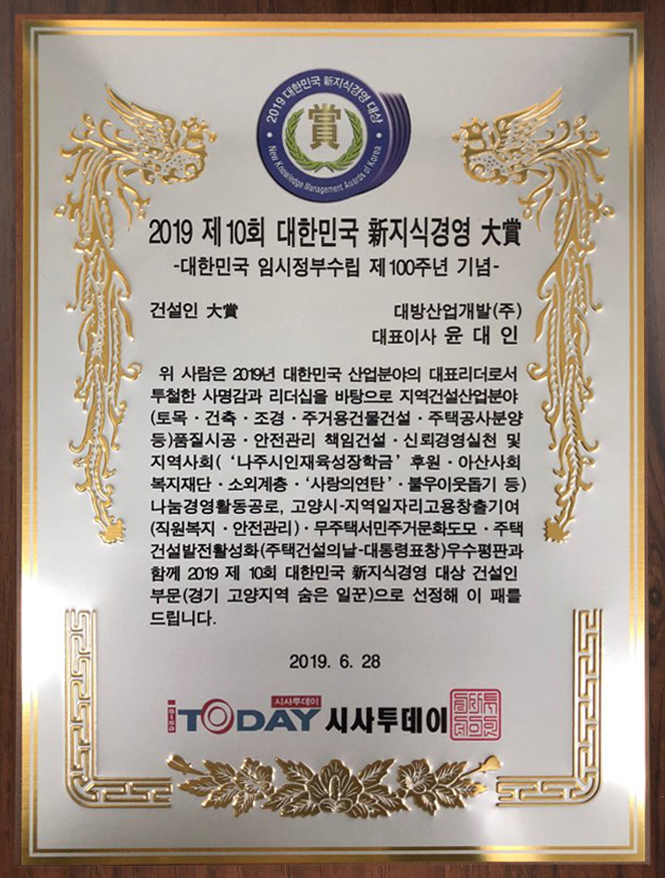 2019 대한민국 新지식경영 대상
賞
New Knowledge Management Awards of Korea
2019 제10회 대한민국 新지식경영 大賞
-대한민국 임시정부수립 제100주년 기념-
건설인 大賞 대방산업개발(주)
대표이사 윤 대 인
위 사람은 2019년 대한민국 산업분야의 대표리더로서
투철한 사명감과 리더십을 바탕으로 지역건설산업분야
(토목·건축·조경·주거용건물건설·주택공사분양
등)품질시공·안전관리 책임건설·신뢰경영실천 및
지역사회( ‘나주시인재육성장학금’ 후원·아산사회
복지재단·소외계층·‘사랑의연탄’·불우이웃돕기 등)
나눔경영활동공로, 고양시-지역일자리고용창출기여
(직원복지·안전관리)·무주택서민주거문화도모·주택
건설발전활성화(주택건설의날-대통령표창)우수평판과
함께 2019 제 10회 대한민국 新지식경영 대상 건설인
부문(경기 고양지역 숨은 일꾼)으로 선정해 이 패를
드립니다.
2019. 6. 28
시사투데이
isisa TODAY 시사투데이